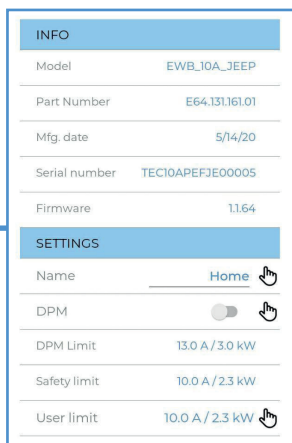 INFO
Model EWB_10A_JEEP
Part Number E64.131.161.01
Mfg. date 5/14/20
Serial number TEC10APEFJE00005
Firmware 1.1.64
SETTINGS
Name Home
DPM
DPM Limit 13.0 A / 3.0 kW
Safety limit 10.0 A / 2.3 kW
User limit 10.0 A / 2.3 kW